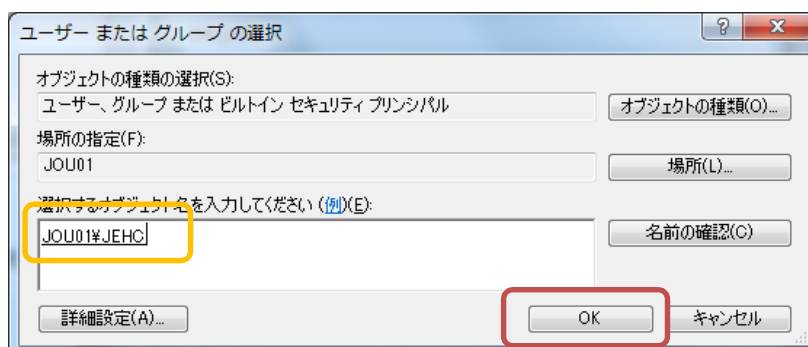 ユーザー または グループ の選択
オブジェクトの種類の選択(S):
ユーザー、グループ または ビルトイン セキュリティ プリンシパル
オブジェクトの種類(O)...
場所の指定(F):
JOU01
場所(L)...
選択するオブジェクト名を入力してください (例)(E):
JOU01¥JEHC
名前の確認(C)
詳細設定(A)...
OK
キャンセル